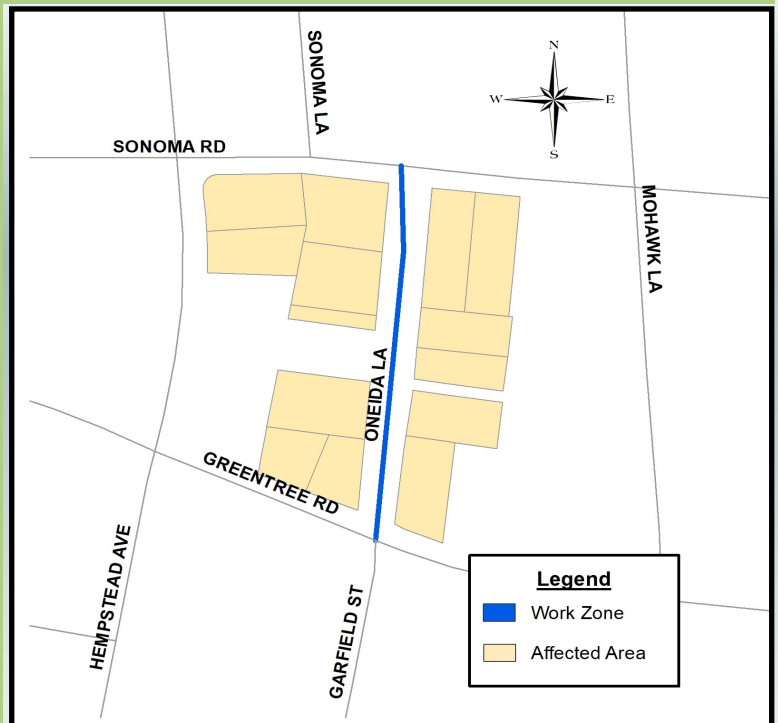 SONOMA LA
N
W
E
S
SONOMA RD
MOHAWK LA
ONEIDA LA
GREENTREE RD
HEMPSTEAD AVE
GARFIELD ST
Legend
Work Zone
Affected Area